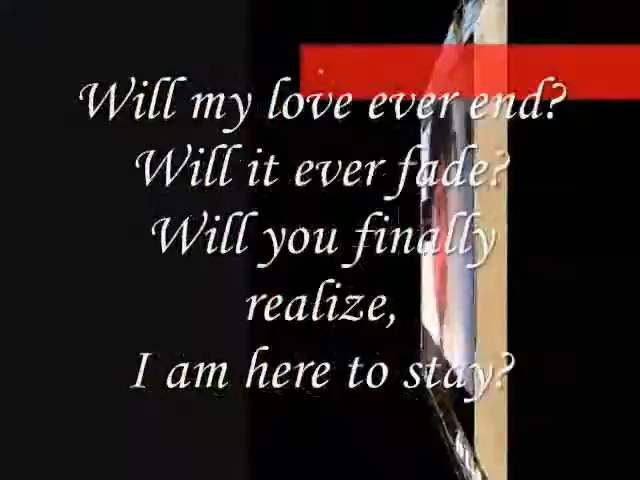 Will my love ever end?
Will it ever fade?
Will you finally
realize,
I am here to stay?